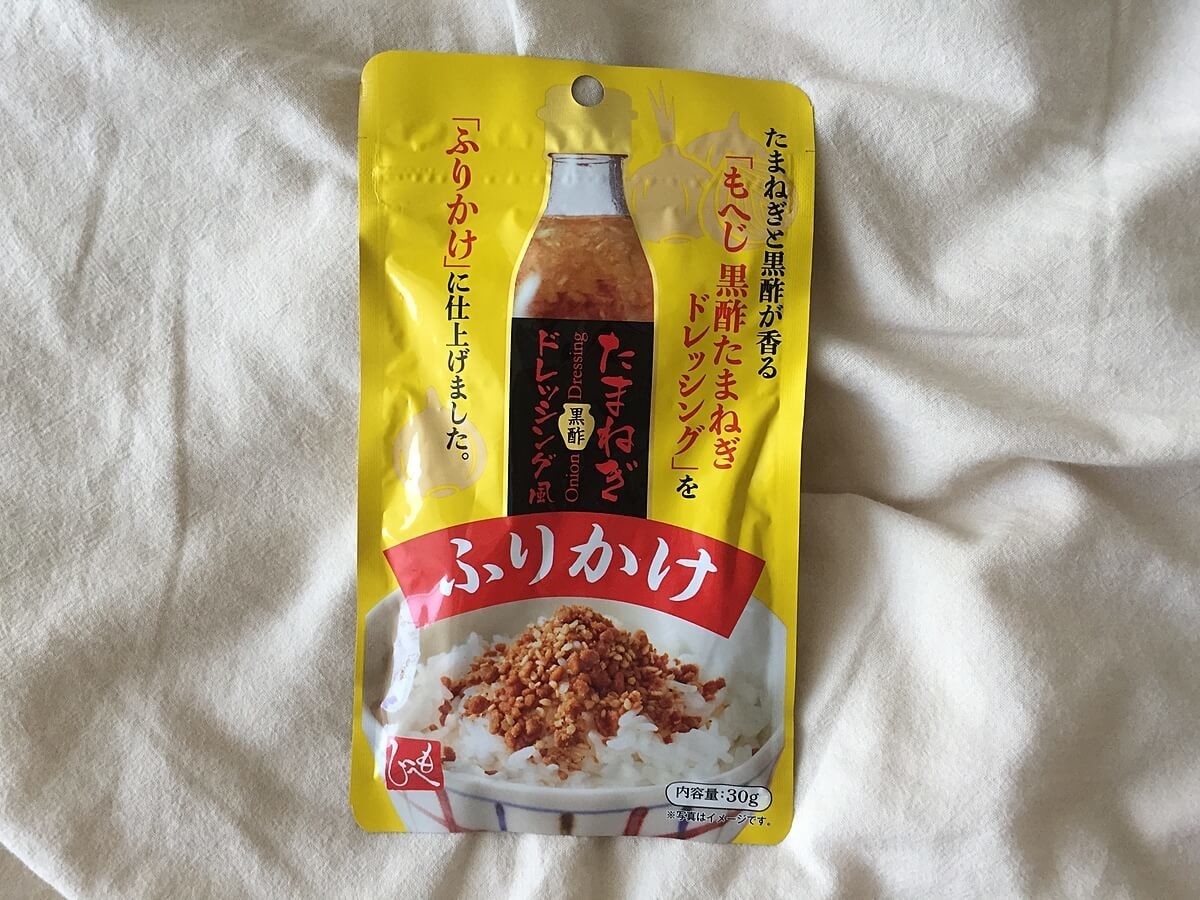 たまねぎと黒酢が香る
「もへじ 黒酢たまねぎ
ドレッシング」を
「ふりかけ」に仕上げました。
たまねぎ
黒酢
Onion Dressing
ドレッシング風
ふりかけ
もへじ
内容量:30g
※写真はイメージです。